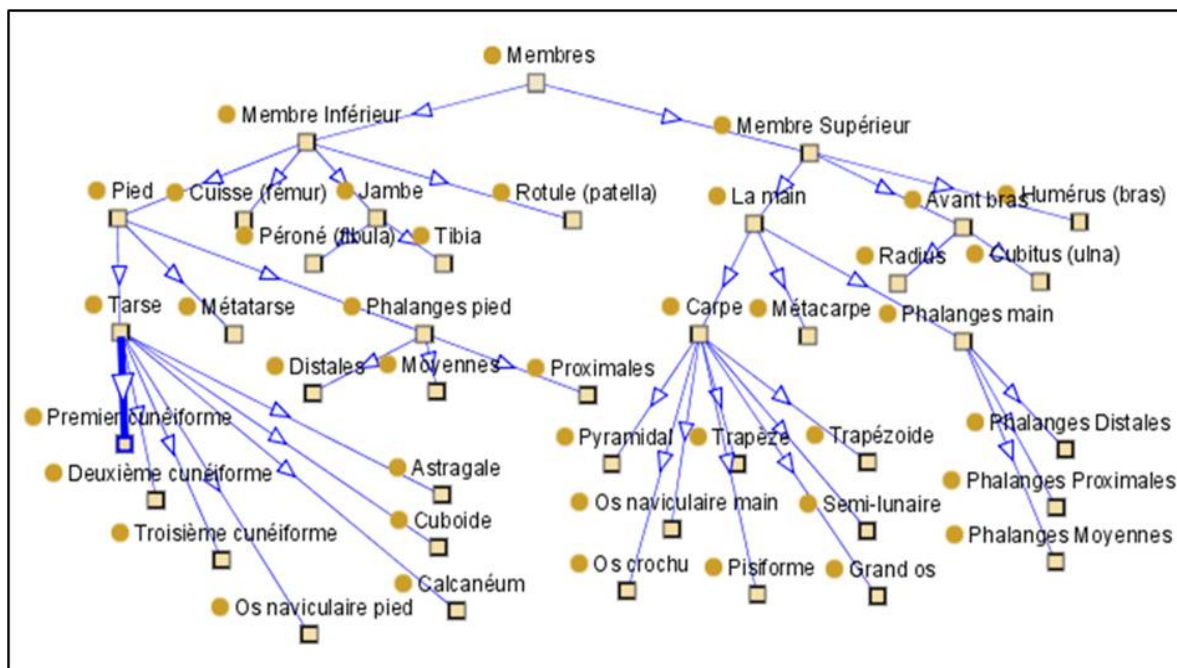 Membres
Membre Inférieur
Membre Supérieur
Pied
Cuisse (fémur)
Jambe
Rotule (patella)
La main
Avant bras
Humérus (bras)
Péroné (fibula)
Tibia
Radius
Cubitus (ulna)
Tarse
Métatarse
Phalanges pied
Carpe
Métacarpe
Phalanges main
Distales
Moyennes
Proximales
Premier cunéiforme
Pyramidal
Trapèze
Trapézoide
Phalanges Distales
Deuxième cunéiforme
Astragale
Os naviculaire main
Semi-lunaire
Phalanges Proximales
Troisième cunéiforme
Cuboide
Os crochu
Pisiforme
Grand os
Phalanges Moyennes
Calcanéum
Os naviculaire pied